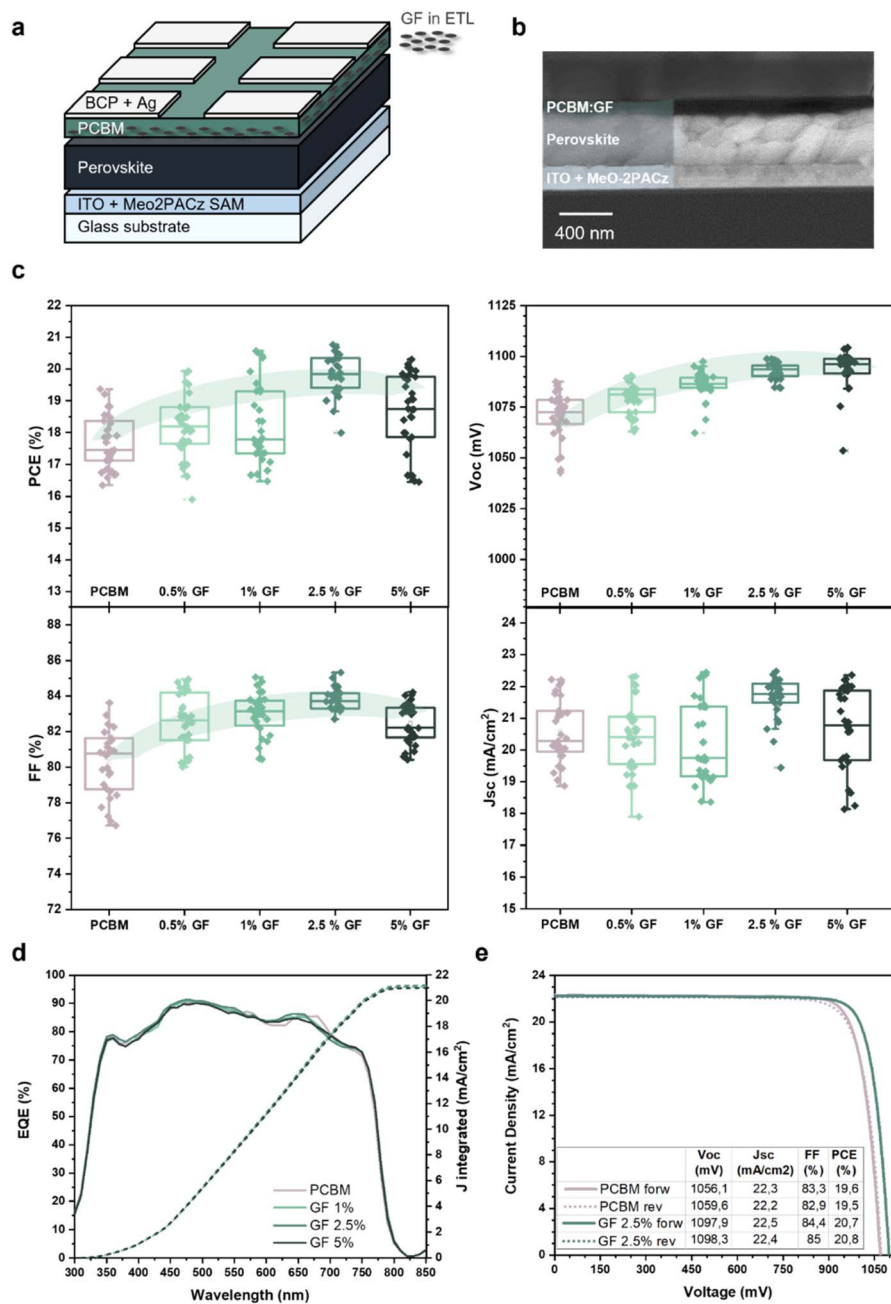 a
GF in ETL
BCP + Ag
PCBM
Perovskite
ITO + Meo2PACz SAM
Glass substrate
b
PCBM:GF
Perovskite
ITO + MeO-2PACz
400 nm
c
22
21
20
19
18
17
16
15
14
13
PCE (%)
PCBM
0.5% GF
1% GF
2.5 % GF
5% GF
1125
1100
1075
1050
1025
1000
Voc (mV)
PCBM
0.5% GF
1% GF
2.5% GF
5% GF
88
86
84
82
80
78
76
74
72
FF (%)
PCBM
0.5% GF
1% GF
2.5 % GF
5% GF
24
23
22
21
20
19
18
17
16
15
Jsc (mA/cm²)
PCBM
0.5% GF
1% GF
2.5 % GF
5% GF
d
100
90
80
70
60
50
40
30
20
10
0
EQE (%)
22
20
18
16
14
12
10
8
6
4
2
0
J integrated (mA/cm²)
PCBM
GF 1%
GF 2.5%
GF 5%
300 350 400 450 500 550 600 650 700 750 800 850
Wavelength (nm)
e
24
22
18
14
11
7
4
0
Current Density (mA/cm²)
Voc (mV) Jsc (mA/cm2) FF (%) PCE (%)
PCBM forw 1056,1 22,3 83,3 19,6
PCBM rev 1059,6 22,2 82,9 19,5
GF 2.5% forw 1097,9 22,5 84,4 20,7
GF 2.5% rev 1098,3 22,4 85 20,8
0 150 300 450 600 750 900 1050
Voltage (mV)